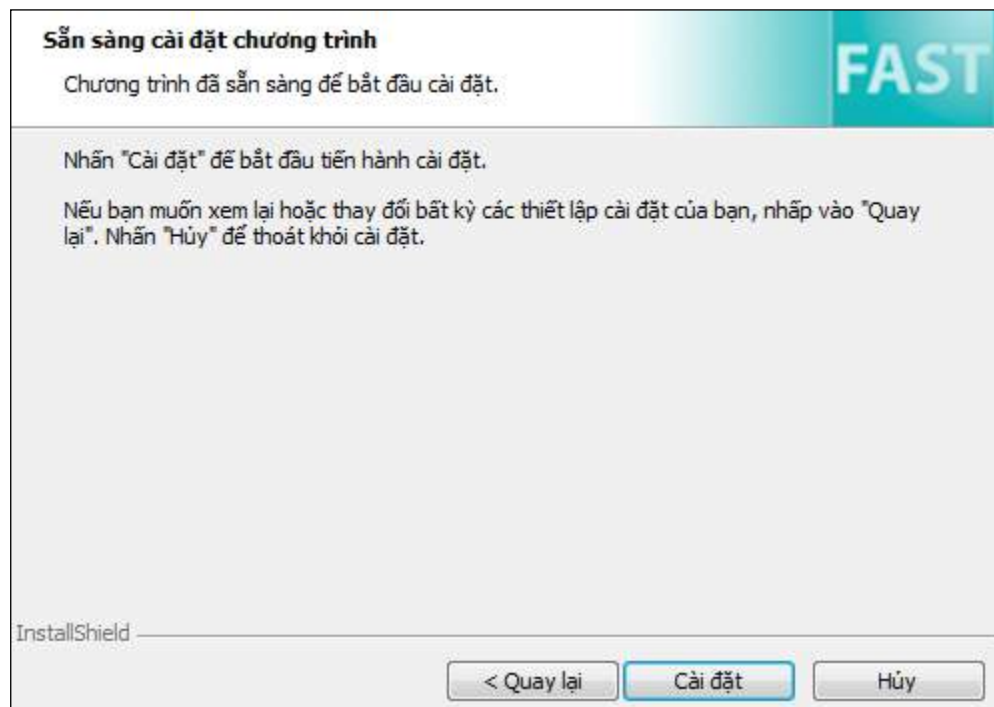 Sẵn sàng cài đặt chương trình
FAST
Chương trình đã sẵn sàng để bắt đầu cài đặt.
Nhấn "Cài đặt" để bắt đầu tiến hành cài đặt.
Nếu bạn muốn xem lại hoặc thay đổi bất kỳ các thiết lập cài đặt của bạn, nhấp vào "Quay
lại". Nhấn "Hủy" để thoát khỏi cài đặt.
InstallShield
< Quay lại
Cài đặt
Hủy